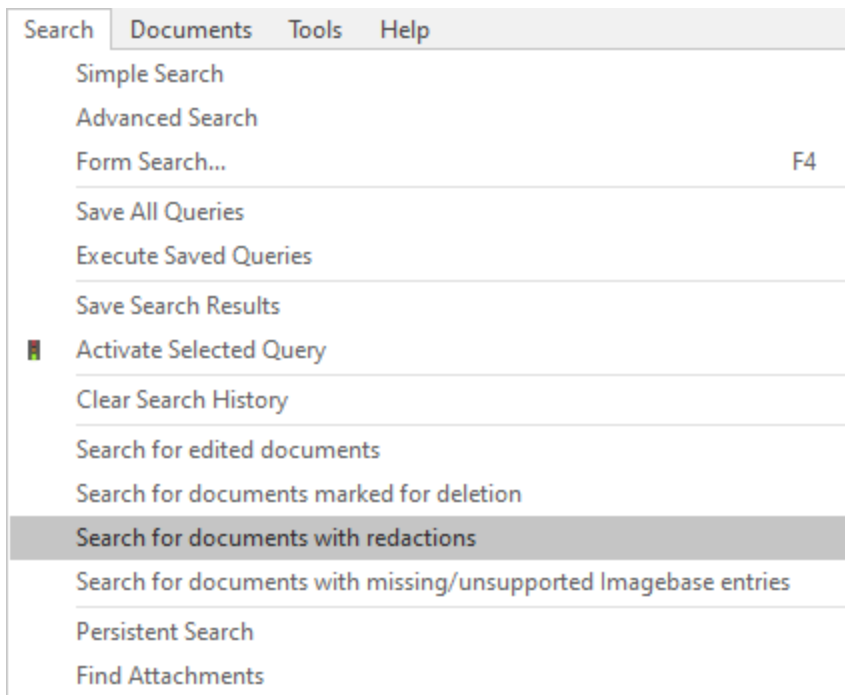 Search Documents Tools Help
Simple Search
Advanced Search
Form Search... F4
Save All Queries
Execute Saved Queries
Save Search Results
Activate Selected Query
Clear Search History
Search for edited documents
Search for documents marked for deletion
Search for documents with redactions
Search for documents with missing/unsupported Imagebase entries
Persistent Search
Find Attachments